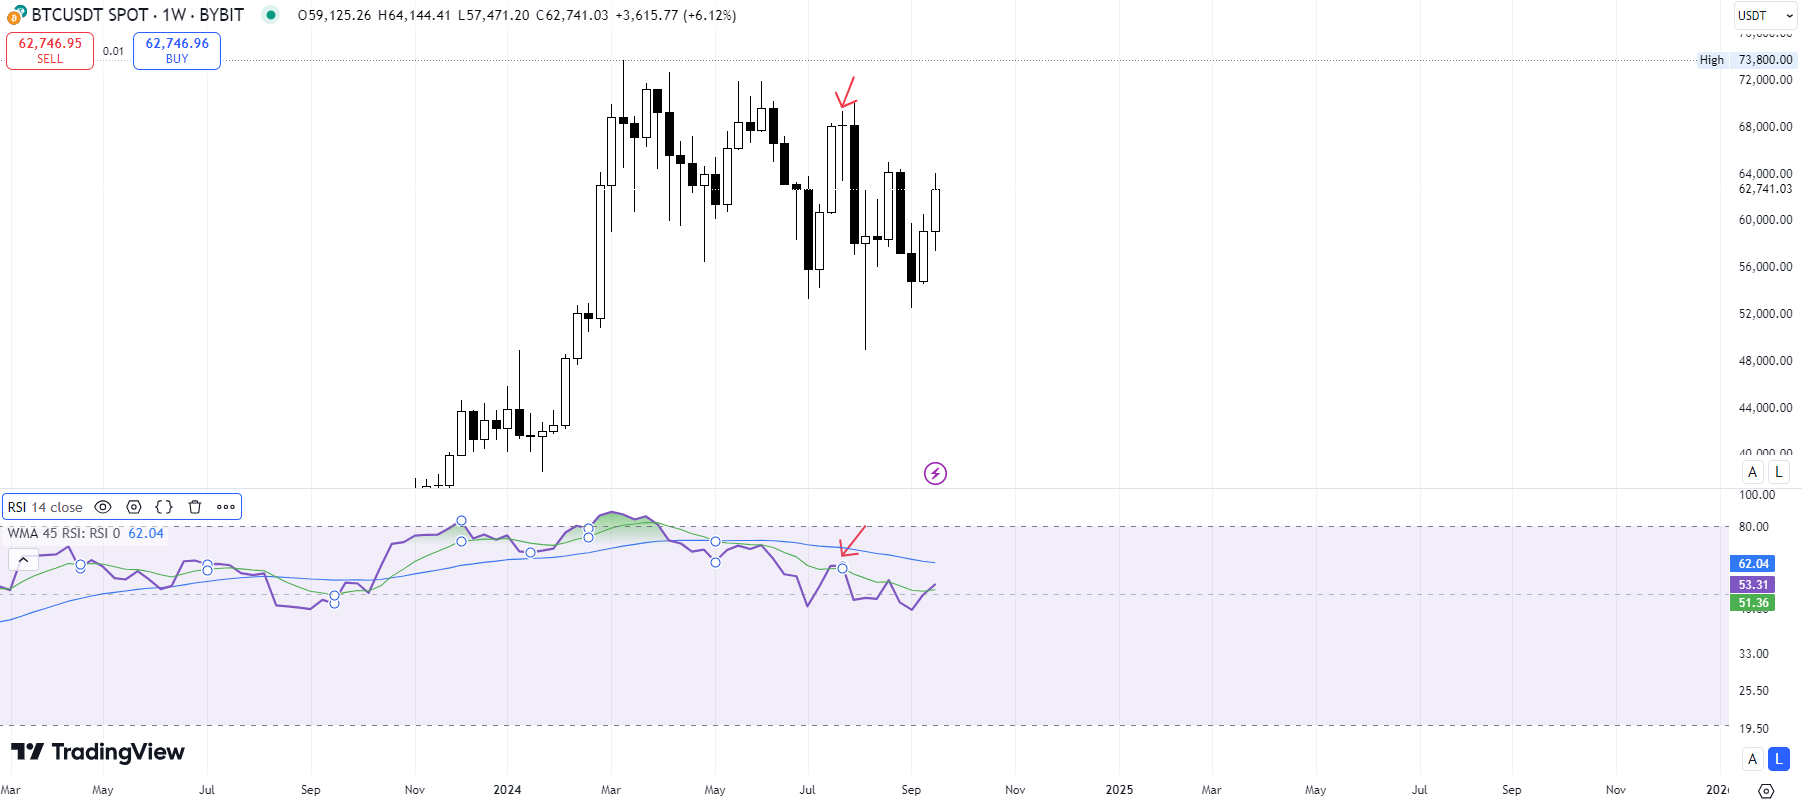 BTCUSDT SPOT · 1W · BYBIT O59,125.26 H64,144.41 L57,471.20 C62,741.03 +3,615.77 (+6.12%)
USDT
62,746.95
SELL
0.01
62,746.96
BUY
High 73,800.00
72,000.00
68,000.00
64,000.00
62,741.03
60,000.00
56,000.00
52,000.00
48,000.00
44,000.00
40,000.00
A L
RSI 14 close
WMA 45 RSI: RSI 0 62.04
100.00
80.00
62.04
53.31
51.36
33.00
25.50
19.50
TradingView
A L
Mar May Jul Sep Nov 2024 Mar May Jul Sep Nov 2025 Mar May Jul Sep Nov